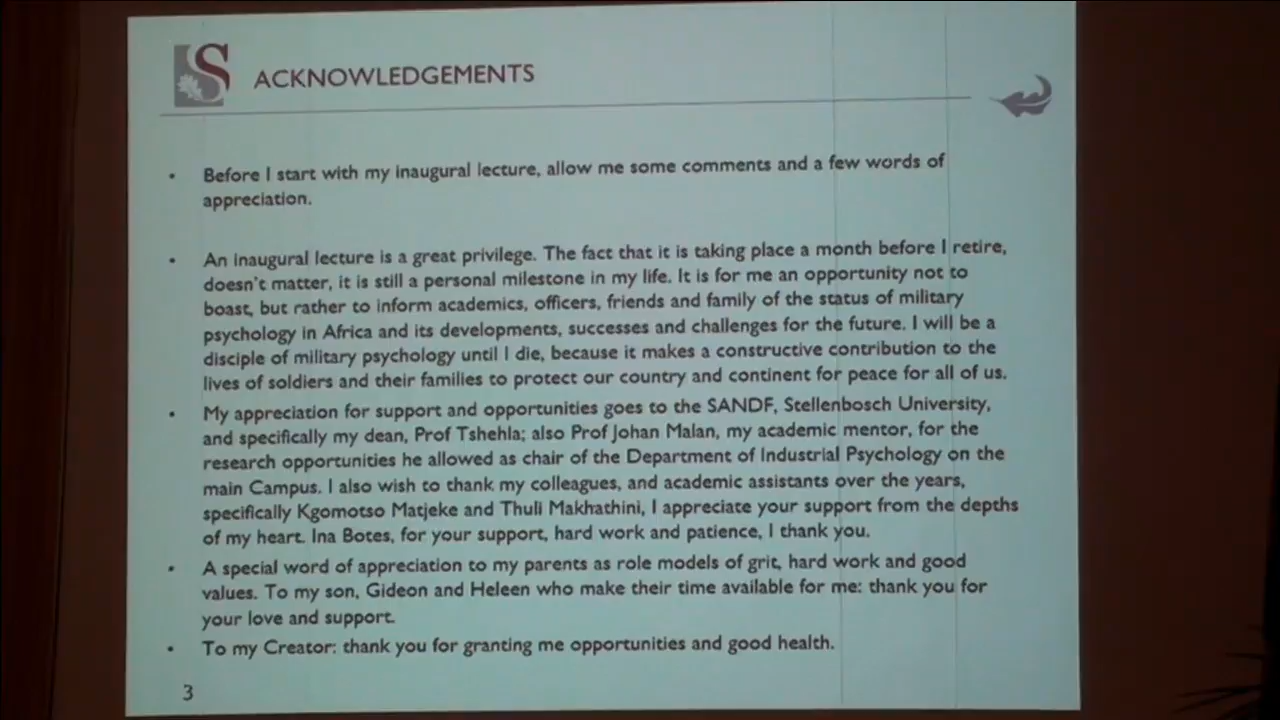 S
ACKNOWLEDGEMENTS
• Before I start with my inaugural lecture, allow me some comments and a few words of
appreciation.
• An inaugural lecture is a great privilege. The fact that it is taking place a month before I retire,
doesn't matter, it is still a personal milestone in my life. It is for me an opportunity not to
boast, but rather to inform academics, officers, friends and family of the status of military
psychology in Africa and its developments, successes and challenges for the future. I will be a
disciple of military psychology until I die, because it makes a constructive contribution to the
lives of soldiers and their families to protect our country and continent for peace for all of us.
• My appreciation for support and opportunities goes to the SANDF, Stellenbosch University,
and specifically my dean, Prof Tshehla; also Prof Johan Malan, my academic mentor, for the
research opportunities he allowed as chair of the Department of Industrial Psychology on the
main Campus. I also wish to thank my colleagues, and academic assistants over the years,
specifically Kgomotso Matjeke and Thuli Makhathini, I appreciate your support from the depths
of my heart. Ina Botes, for your support, hard work and patience, I thank you.
• A special word of appreciation to my parents as role models of grit, hard work and good
values. To my son, Gideon and Heleen who make their time available for me: thank you for
your love and support.
• To my Creator: thank you for granting me opportunities and good health.
3